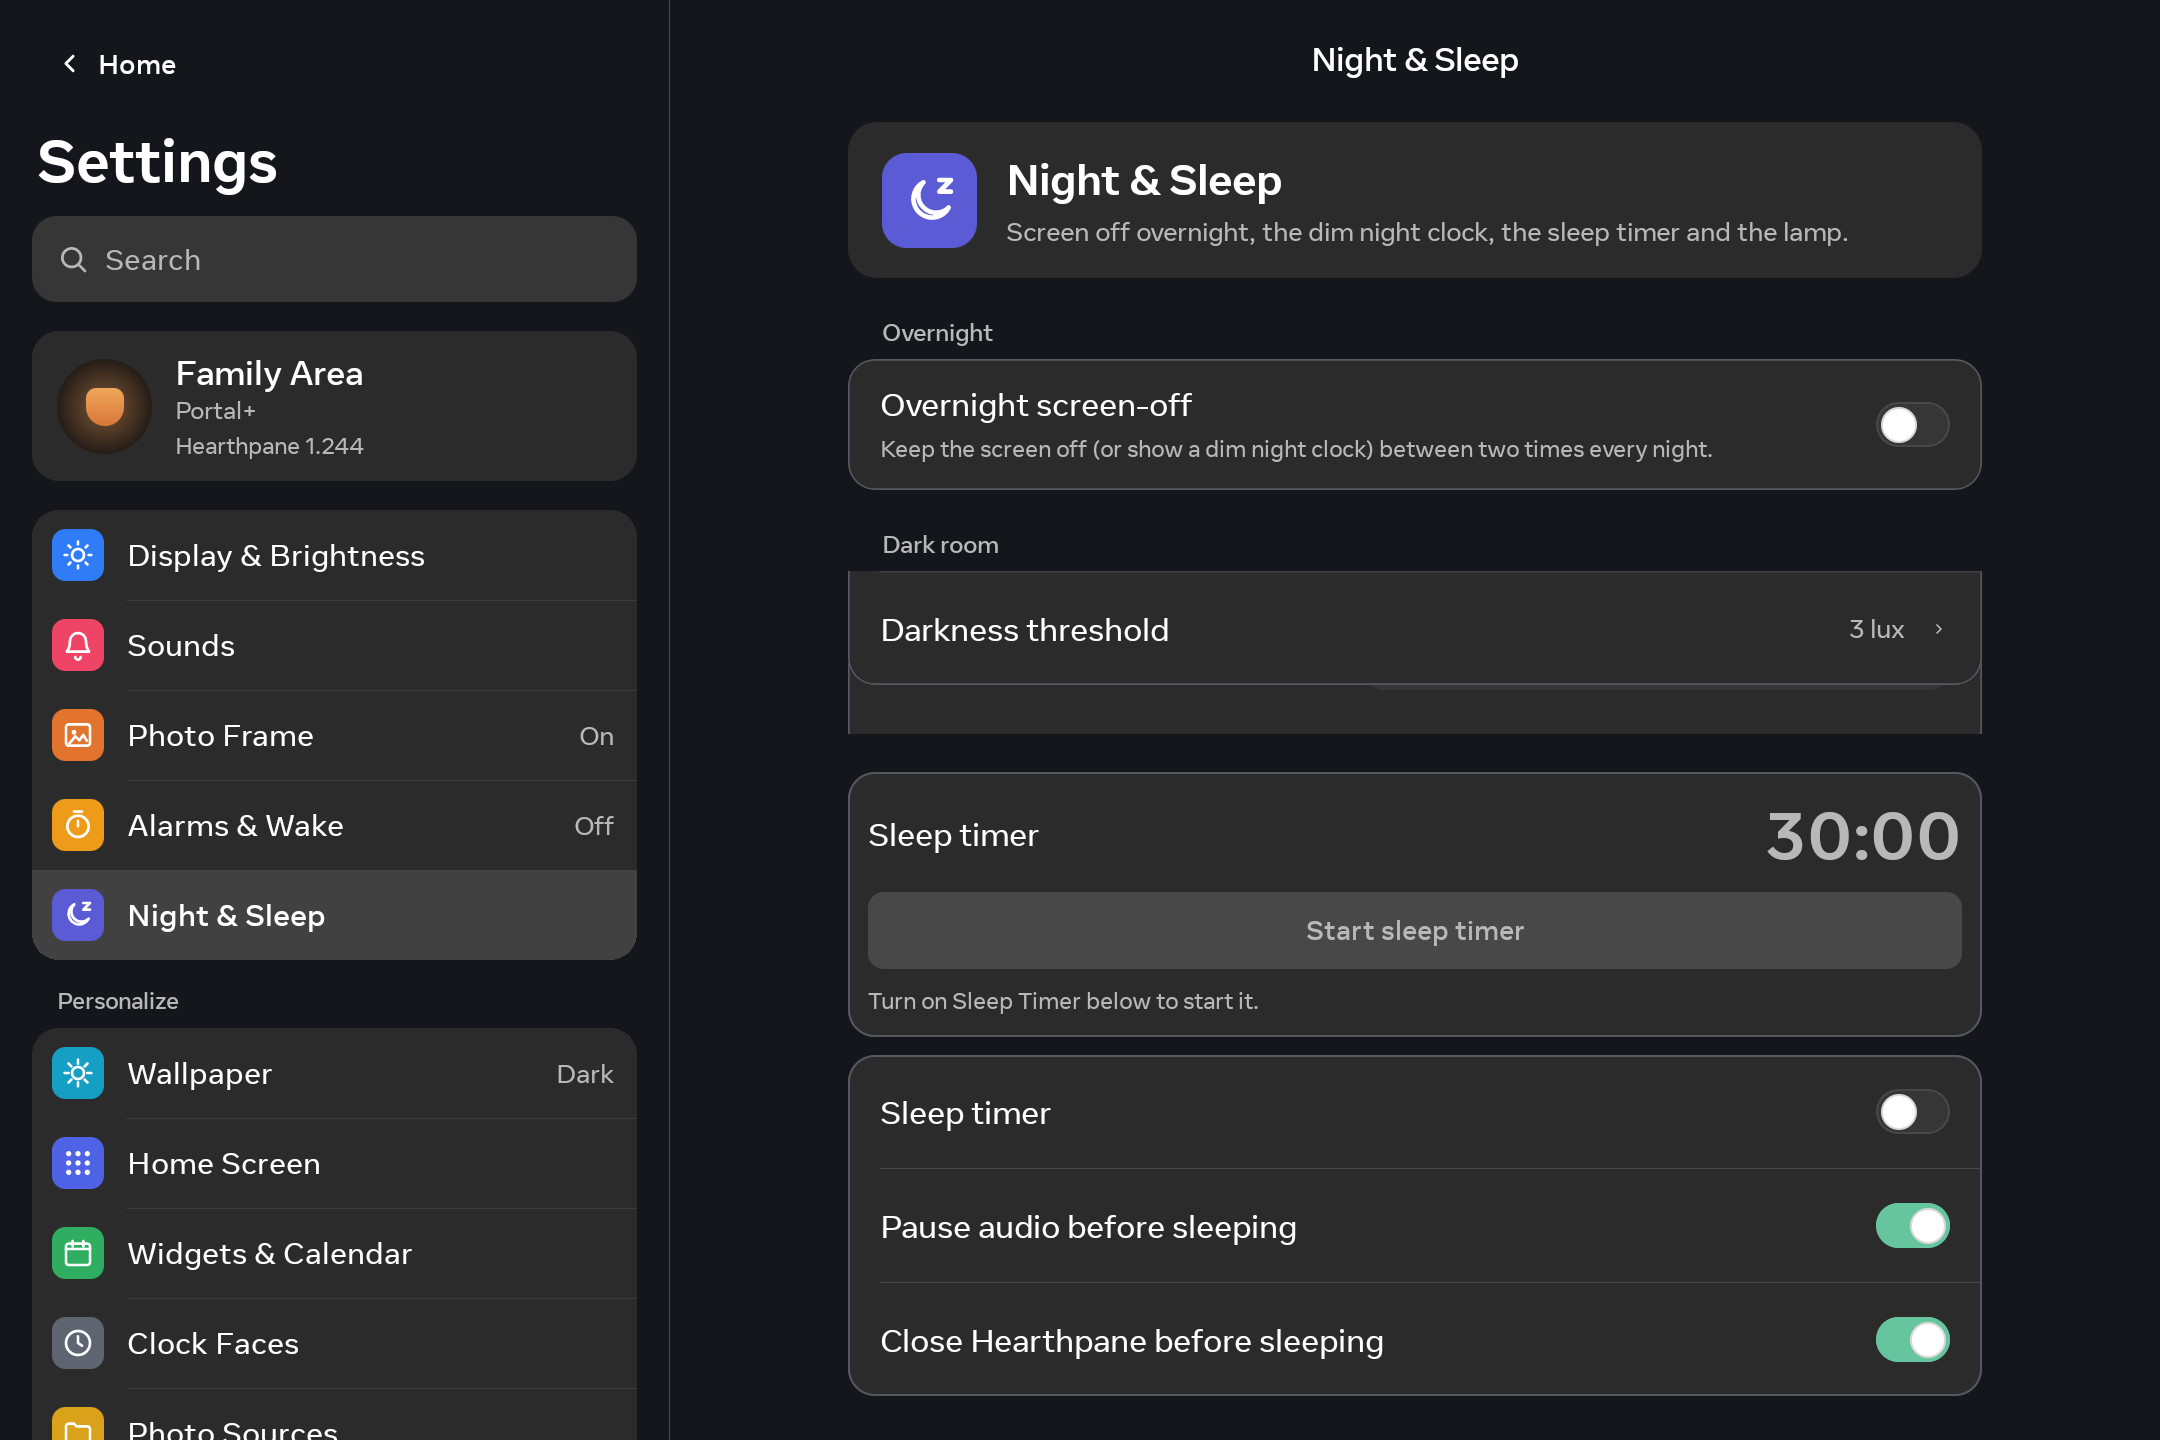 Home
Settings
Search
Family Area
Portal+
Hearthpane 1.244
Display & Brightness
Sounds
Photo Frame On
Alarms & Wake Off
Night & Sleep
Personalize
Wallpaper Dark
Home Screen
Widgets & Calendar
Clock Faces
Photo Sources
Night & Sleep
Night & Sleep
Screen off overnight, the dim night clock, the sleep timer and the lamp.
Overnight
Overnight screen-off
Keep the screen off (or show a dim night clock) between two times every night.
Dark room
Darkness threshold 3 lux
Sleep timer 30:00
Start sleep timer
Turn on Sleep Timer below to start it.
Sleep timer
Pause audio before sleeping
Close Hearthpane before sleeping